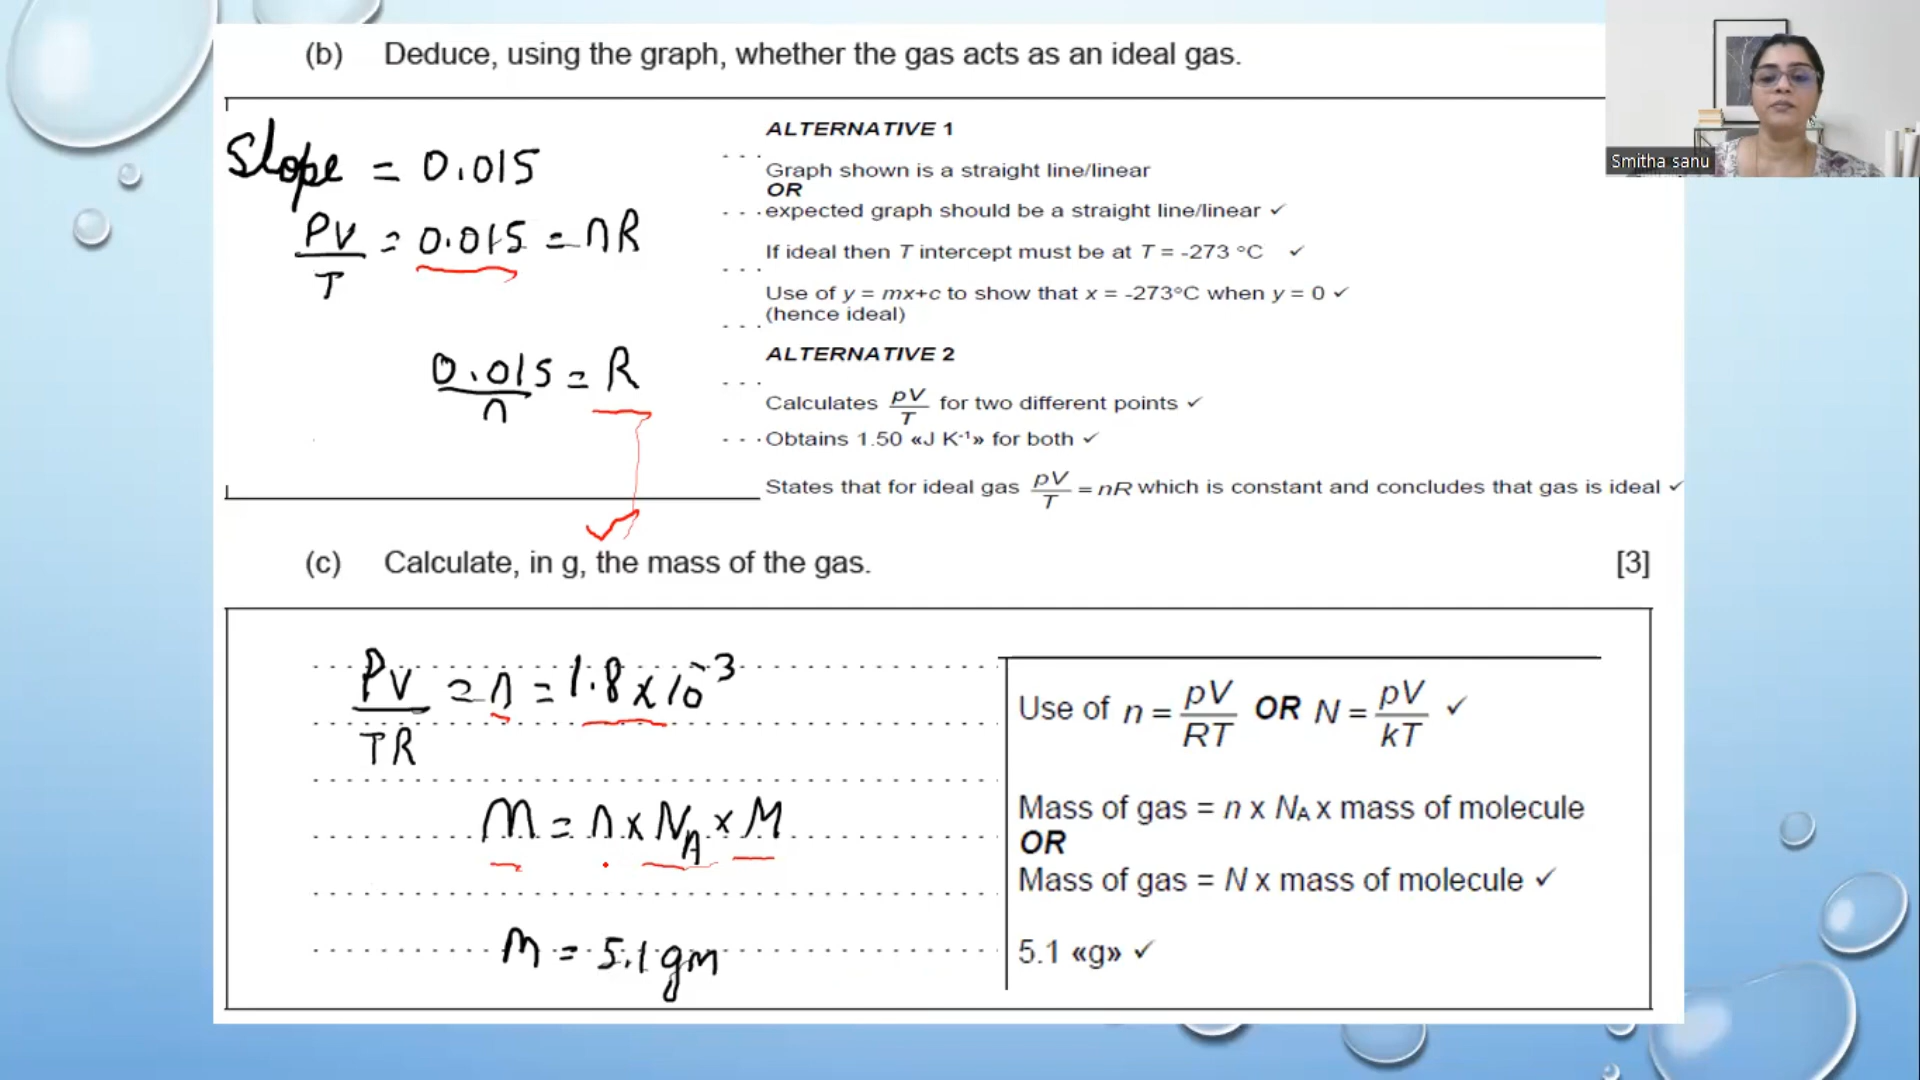 (b) Deduce, using the graph, whether the gas acts as an ideal gas.
Smitha sanu
Slope = 0.015
PV/T = 0.015 = nR
0.015/n = R
ALTERNATIVE 1
Graph shown is a straight line/linear
OR
expected graph should be a straight line/linear ✓
If ideal then T intercept must be at T = -273 °C ✓
Use of y = mx+c to show that x = -273°C when y = 0 ✓
(hence ideal)
ALTERNATIVE 2
Calculates pV/T for two different points ✓
Obtains 1.50 «J K⁻¹» for both ✓
States that for ideal gas pV/T = nR which is constant and concludes that gas is ideal ✓
(c) Calculate, in g, the mass of the gas. [3]
PV/TR = n = 1.8 x 10⁻³
m = n x N_A x M
m = 5.1 gm
Use of n = pV/RT OR N = pV/kT ✓
Mass of gas = n x N_A x mass of molecule
OR
Mass of gas = N x mass of molecule ✓
5.1 «g» ✓